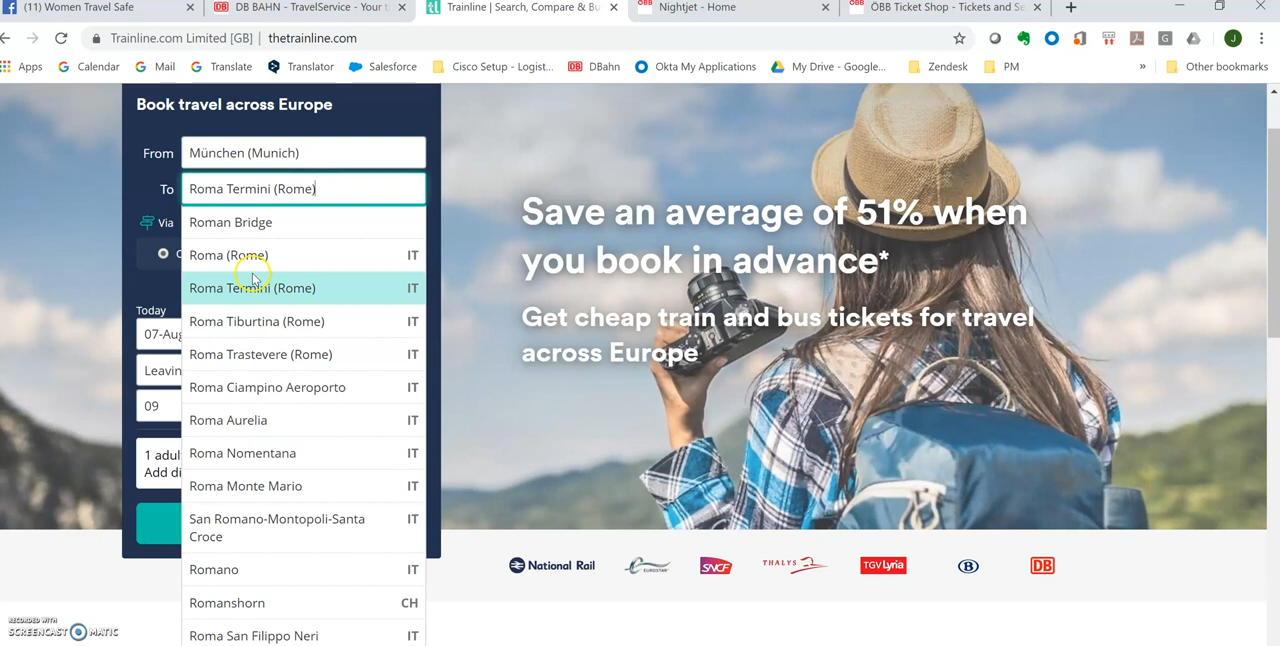 (11) Women Travel Safe
DB BAHN - TravelService - Your t
Trainline | Search, Compare & Bu
ÖBB Nightjet - Home
ÖBB ÖBB Ticket Shop - Tickets and Se
Trainline.com Limited [GB] | thetrainline.com
Apps Calendar Mail Translate Translator Salesforce Cisco Setup - Logist... DBahn Okta My Applications My Drive - Google... Zendesk PM » Other bookmarks
Book travel across Europe
From München (Munich)
To Roma Termini (Rome)
Via Roman Bridge
Roma (Rome) IT
Roma Termini (Rome) IT
Today
07-Aug
Roma Tiburtina (Rome) IT
Roma Trastevere (Rome) IT
Leavin
Roma Ciampino Aeroporto IT
09
Roma Aurelia IT
1 adul
Roma Nomentana IT
Add di
Roma Monte Mario IT
San Romano-Montopoli-Santa
Croce IT
Romano IT
Romanshorn CH
Roma San Filippo Neri IT
Save an average of 51% when
you book in advance*
Get cheap train and bus tickets for travel
across Europe
National Rail EUROSTAR SNCF THALYS TGV Lyria B DB
RECORDED WITH
SCREENCAST MATIC